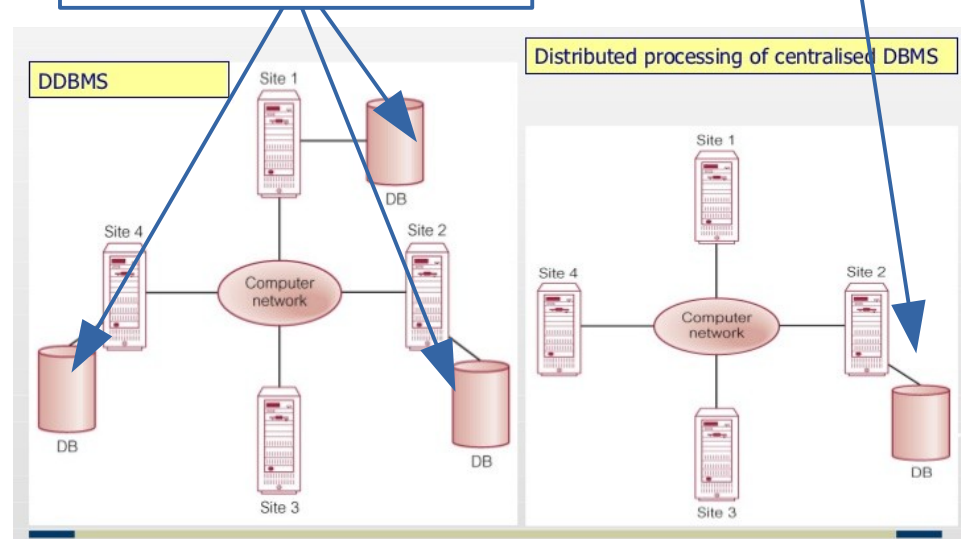 DDBMS
Site 1
DB
Site 4
Site 2
Computer
network
DB
DB
Site 3
Distributed processing of centralised DBMS
Site 1
Site 4
Site 2
Computer
network
DB
Site 3